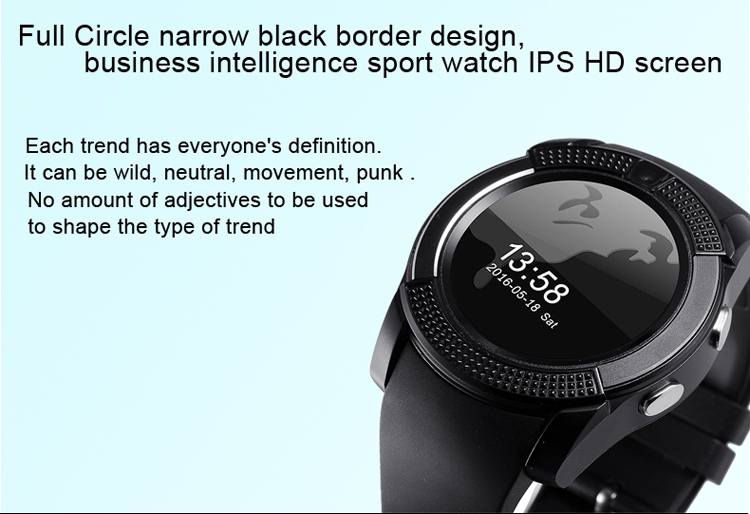 Full Circle narrow black border design,
business intelligence sport watch IPS HD screen
Each trend has everyone's definition.
It can be wild, neutral, movement, punk .
No amount of adjectives to be used
to shape the type of trend
13:58
2016-05-18 Sat